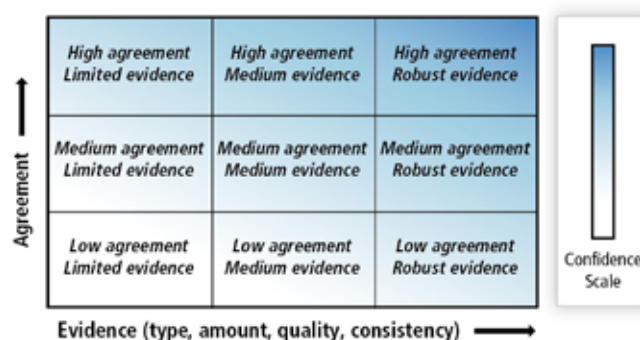 High agreement
Limited evidence
High agreement
Medium evidence
High agreement
Robust evidence
Medium agreement
Limited evidence
Medium agreement
Medium evidence
Medium agreement
Robust evidence
Low agreement
Limited evidence
Low agreement
Medium evidence
Low agreement
Robust evidence
Agreement
Evidence (type, amount, quality, consistency)
Confidence
Scale